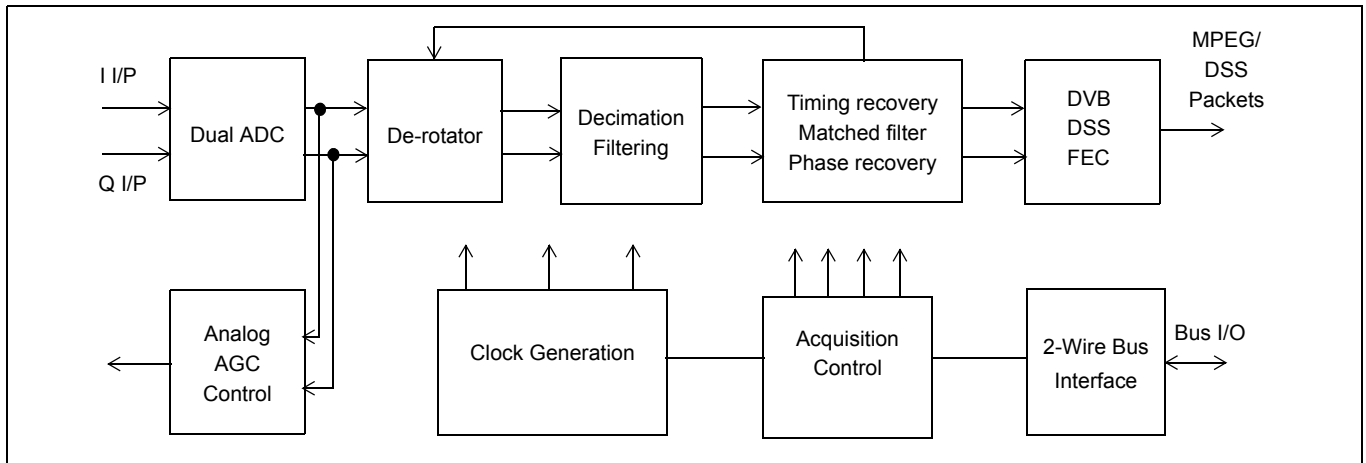 I I/P
Q I/P
Dual ADC
De-rotator
Decimation
Filtering
Timing recovery
Matched filter
Phase recovery
DVB
DSS
FEC
MPEG/
DSS
Packets
Analog
AGC
Control
Clock Generation
Acquisition
Control
2-Wire Bus
Interface
Bus I/O